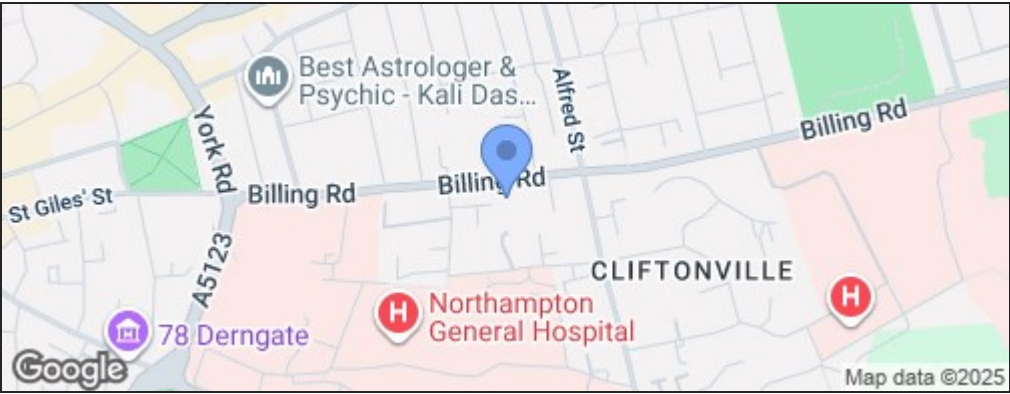 Best Astrologer &
Psychic - Kali Das...
Alfred St
Billing Rd
York Rd
Billing Rd
Billing Rd
St Giles' St
A5123
CLIFTONVILLE
H
Northampton
General Hospital
H
78 Derngate
Google
Map data ©2025